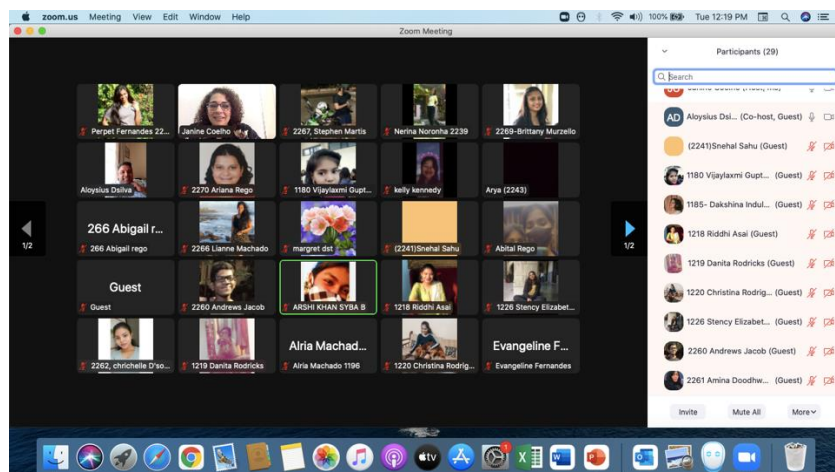 zoom.us Meeting View Edit Window Help 100% Tue 12:19 PM
Zoom Meeting
Participants (29)
Search
Perpet Fernandes 22...
Janine Coelho
2267, Stephen Martis
Nerina Noronha 2239
2269-Brittany Murzello
Aloysius Dsilva
2270 Ariana Rego
1180 Vijaylaxmi Gupt...
kelly kennedy
Arya (2243)
266 Abigail r...
266 Abigail rego
2266 Lianne Machado
margret dst
(2241)Snehal Sahu
Abital Rego
1/2
1/2
Guest
Guest
2260 Andrews Jacob
ARSHI KHAN SYBA B
1218 Riddhi Asai
1226 Stency Elizabet...
2262, chrichelle D'so...
1219 Danita Rodricks
Alria Machad...
Alria Machado 1196
1220 Christina Rodrig...
Evangeline F...
Evangeline Fernandes
AD Aloysius Dsi... (Co-host, Guest)
(2241)Snehal Sahu (Guest)
1180 Vijaylaxmi Gupt... (Guest)
1185- Dakshina Indul... (Guest)
1218 Riddhi Asai (Guest)
1219 Danita Rodricks (Guest)
1220 Christina Rodrig... (Guest)
1226 Stency Elizabet... (Guest)
2260 Andrews Jacob (Guest)
2261 Amina Doodhw... (Guest)
Invite Mute All More
tv